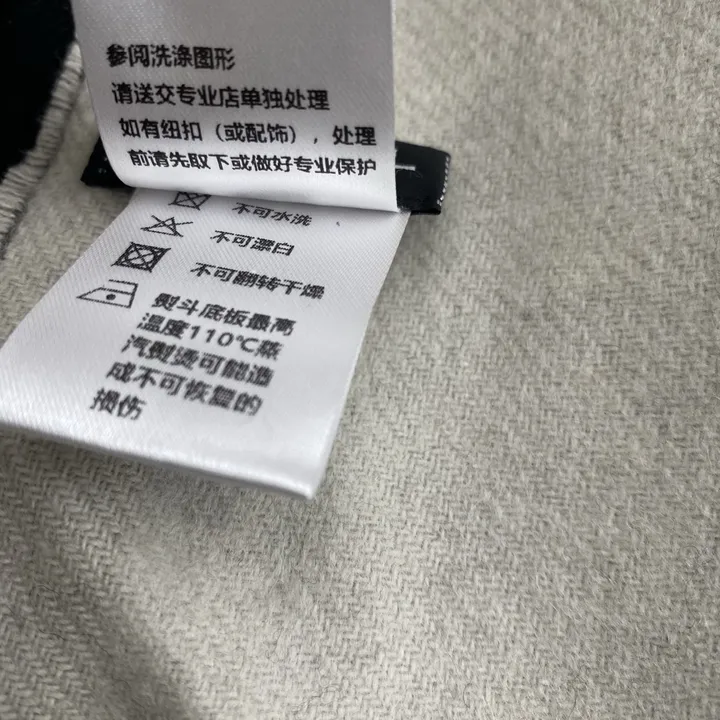 参阅洗涤图形
请送交专业店单独处理
如有纽扣（或配饰），处理
前请先取下或做好专业保护
不可水洗
不可漂白
不可翻转干燥
熨斗底板最高
温度110℃蒸
汽熨烫可能造
成不可恢复的
损伤